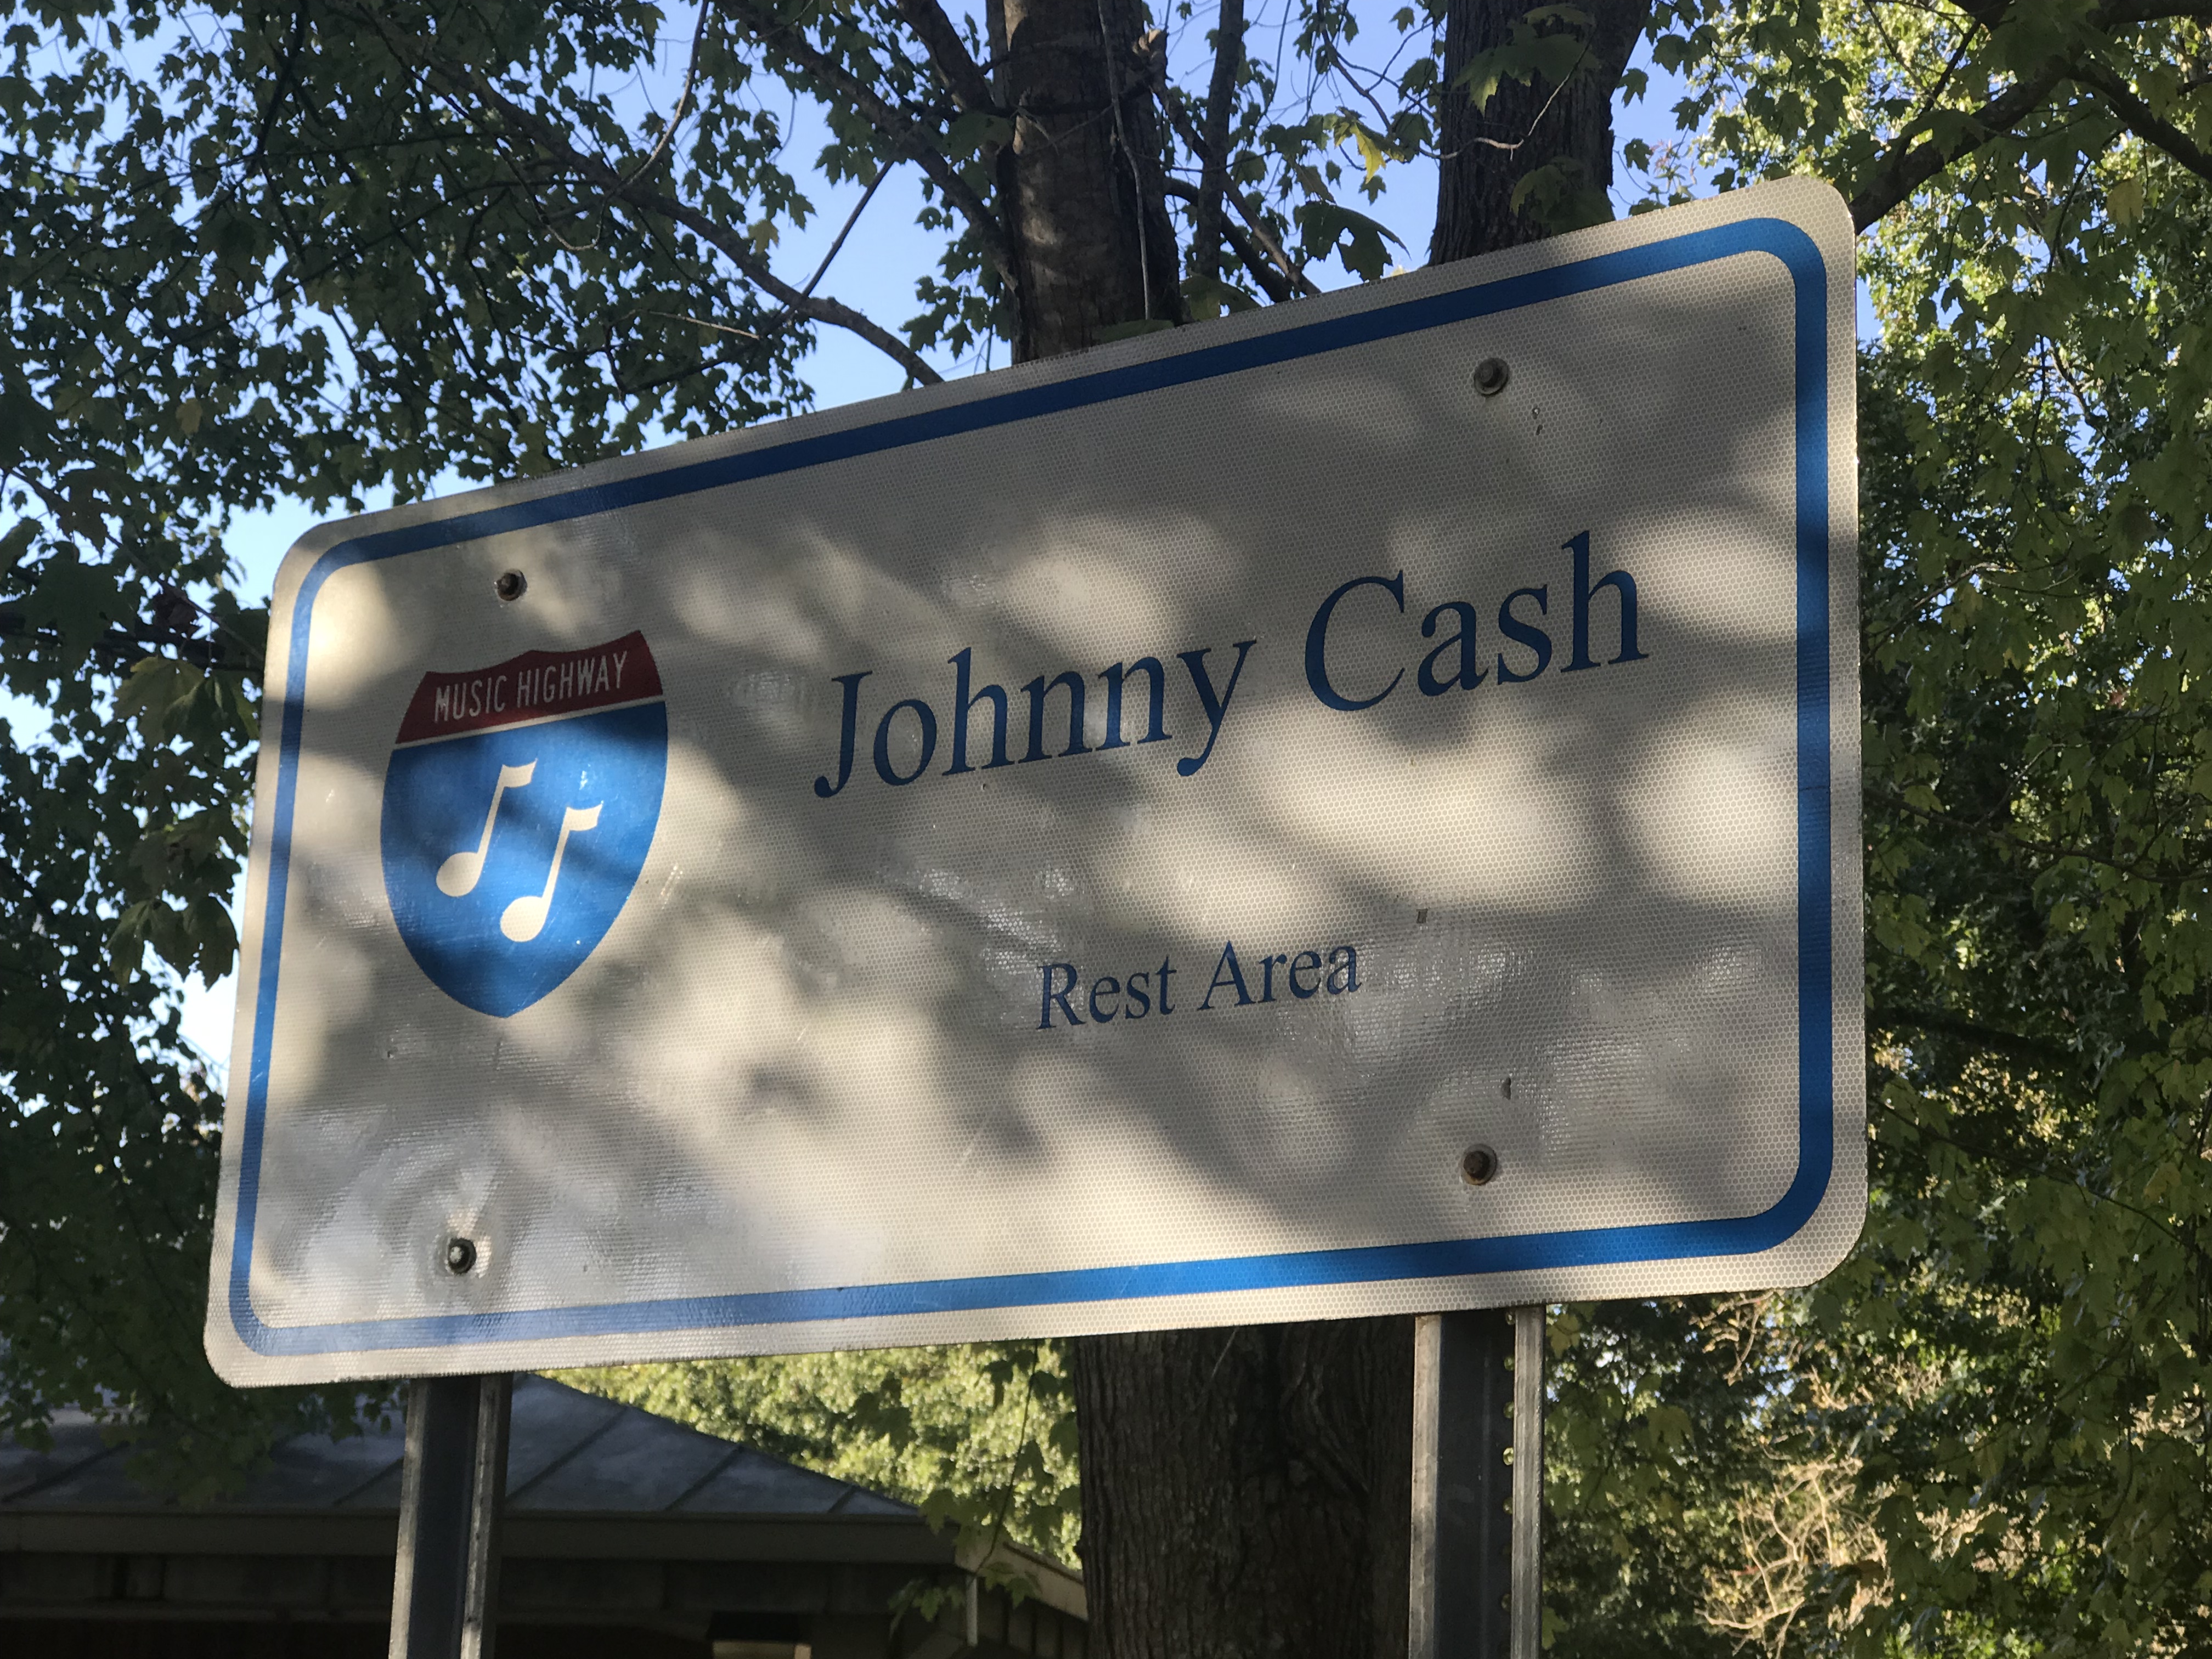 MUSIC HIGHWAY
Johnny Cash
Rest Area